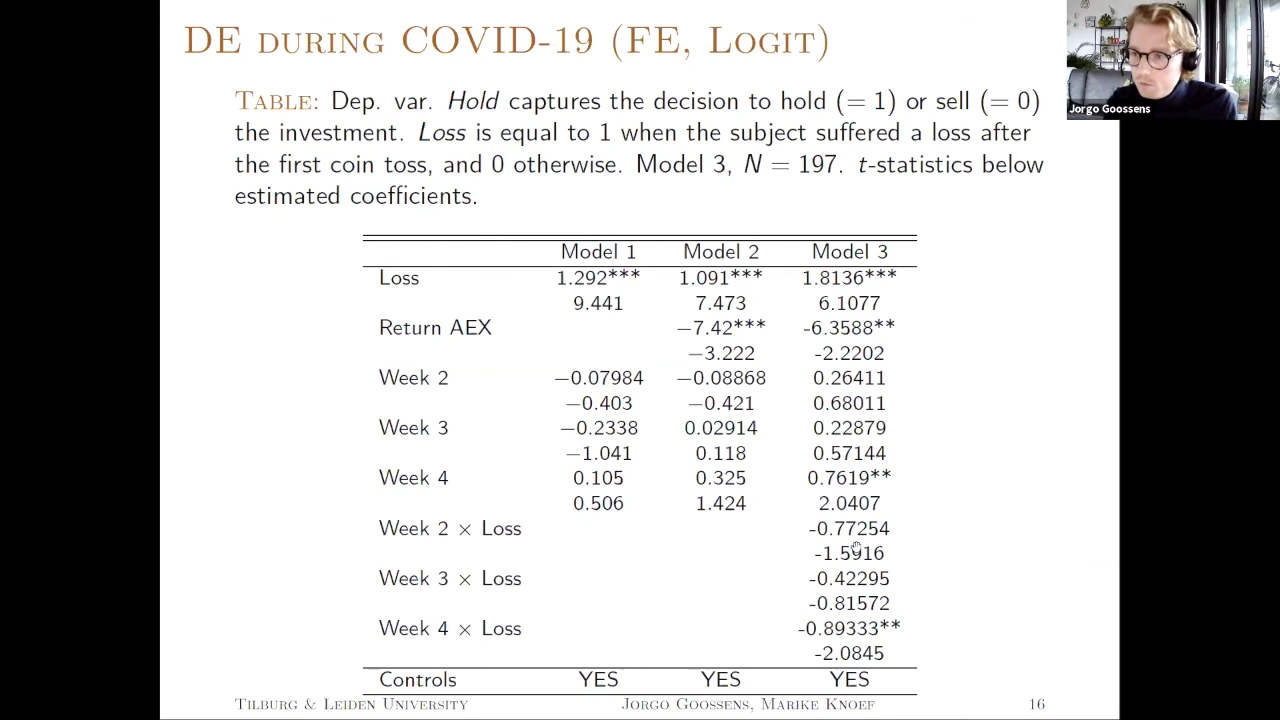 DE DURING COVID-19 (FE, LOGIT)
Jorgo Goossens
TABLE: Dep. var. Hold captures the decision to hold (= 1) or sell (= 0)
the investment. Loss is equal to 1 when the subject suffered a loss after
the first coin toss, and 0 otherwise. Model 3, N = 197. t-statistics below
estimated coefficients.
Model 1 Model 2 Model 3
Loss 1.292*** 1.091*** 1.8136***
9.441 7.473 6.1077
Return AEX −7.42*** -6.3588**
−3.222 -2.2202
Week 2 −0.07984 −0.08868 0.26411
−0.403 −0.421 0.68011
Week 3 −0.2338 0.02914 0.22879
−1.041 0.118 0.57144
Week 4 0.105 0.325 0.7619**
0.506 1.424 2.0407
Week 2 × Loss -0.77254
-1.5916
Week 3 × Loss -0.42295
-0.81572
Week 4 × Loss -0.89333**
-2.0845
Controls YES YES YES
TILBURG & LEIDEN UNIVERSITY JORGO GOOSSENS, MARIKE KNOEF 16